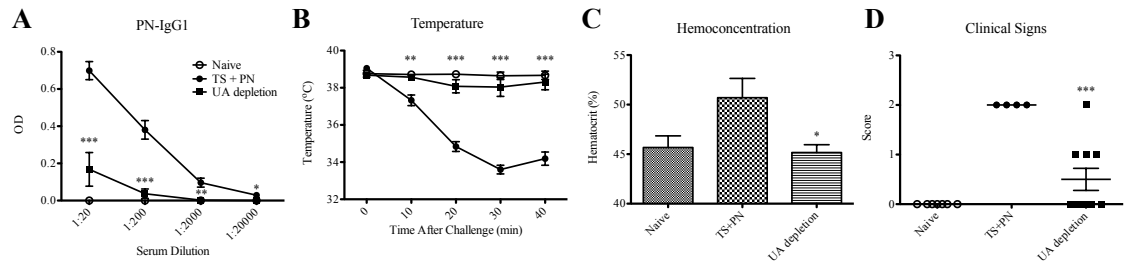 A
PN-IgG1
Naive
TS + PN
UA depletion
0.8
0.6
0.4
0.2
0.0
OD
***
***
**
*
1:20
1:200
1:2000
1:20000
Serum Dilution
B
Temperature
40
38
36
34
32
Temperature (°C)
**
***
***
***
0
10
20
30
40
Time After Challenge (min)
C
Hemoconcentration
55
50
45
40
Hematocrit (%)
*
Naive
TS+PN
UA depletion
D
Clinical Signs
3
2
1
0
Score
***
Naive
TS+PN
UA depletion